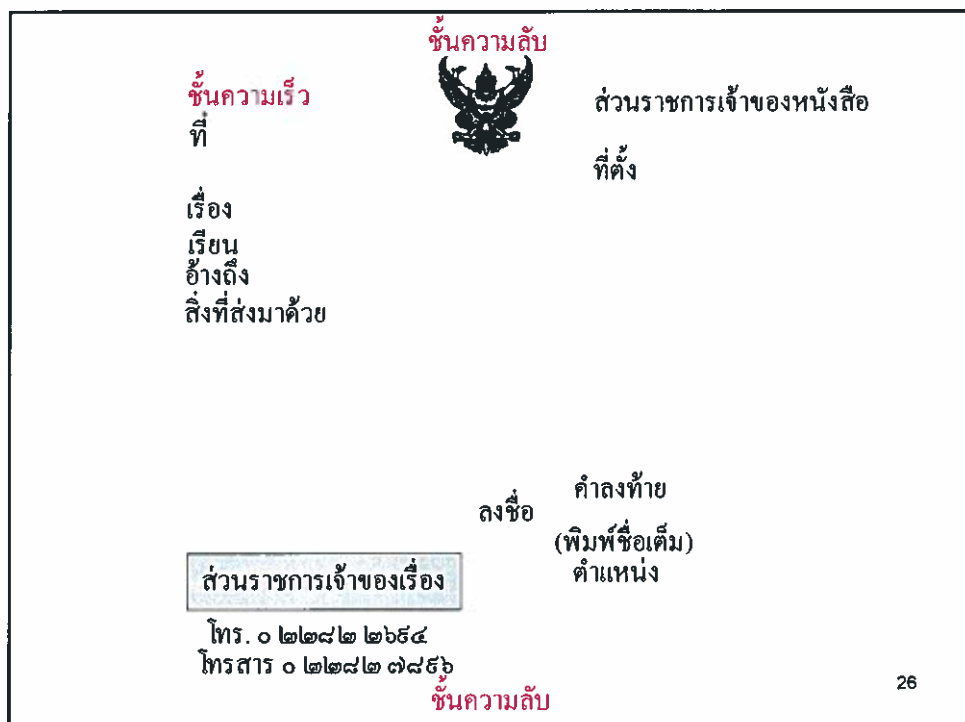 ชั้นความลับ
ชั้นความเร็ว
ส่วนราชการเจ้าของหนังสือ
ที่
ที่ตั้ง
เรื่อง
เรียน
อ้างถึง
สิ่งที่ส่งมาด้วย
คำลงท้าย
ลงชื่อ
(พิมพ์ชื่อเต็ม)
ตำแหน่ง
ส่วนราชการเจ้าของเรื่อง
โทร. ๐ ๒๒๘๒ ๒๖๙๔
โทรสาร ๐ ๒๒๘๒ ๗๘๙๖
ชั้นความลับ
26